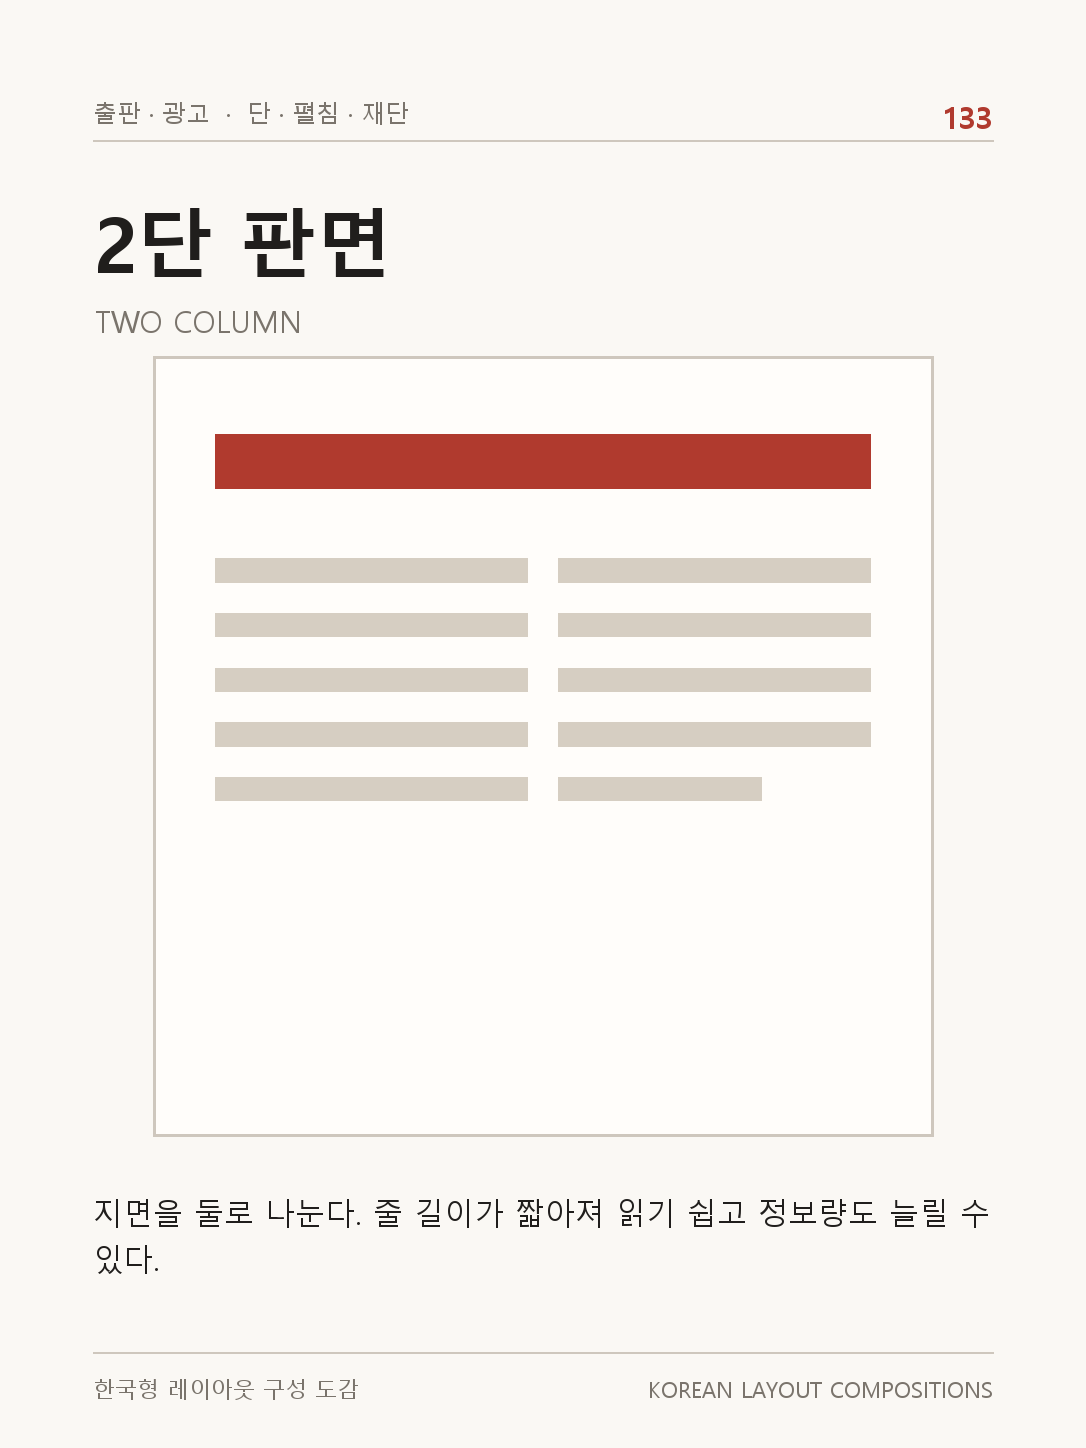 출판 · 광고 · 단 · 펼침 · 재단
133
2단 판면
TWO COLUMN
지면을 둘로 나눈다. 줄 길이가 짧아져 읽기 쉽고 정보량도 늘릴 수
있다.
한국형 레이아웃 구성 도감
KOREAN LAYOUT COMPOSITIONS